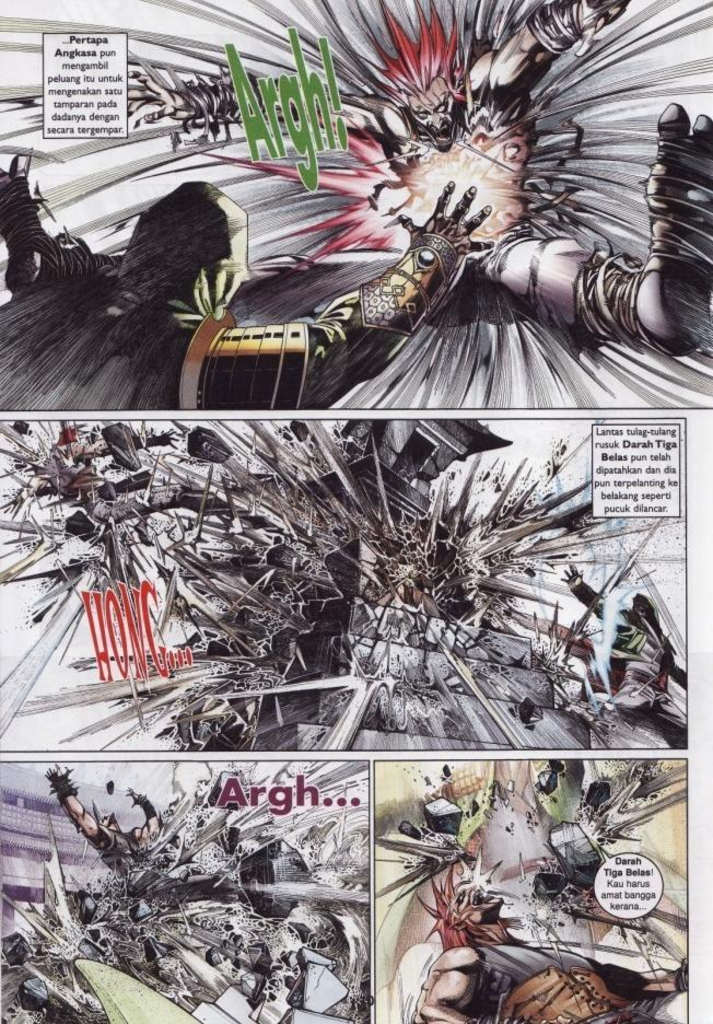 ...Pertapa
Angkasa pun
mengambil
peluang itu untuk
mengenakan satu
tamparan pada
dadanya dengan
secara tergempar.
Argh!
Lantas tulag-tulang
rusuk Darah Tiga
Belas pun telah
dipatahkan dan dia
pun terpelanting ke
belakang seperti
pucuk dilancar.
HONG....
Argh...
Darah
Tiga Belas!
Kau harus
amat bangga
kerana...